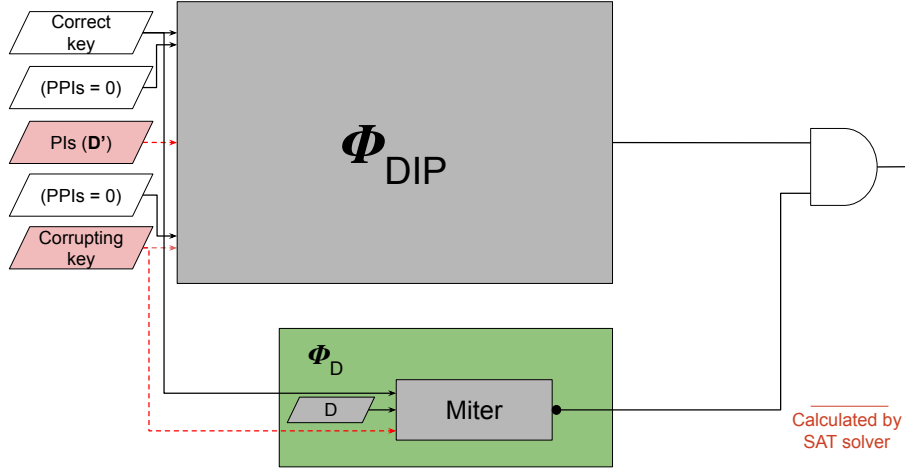 Correct
key
(PPIs = 0)
PIs (D')
(PPIs = 0)
Corrupting
key
Φ DIP
Φ D
D
Miter
Calculated by
SAT solver